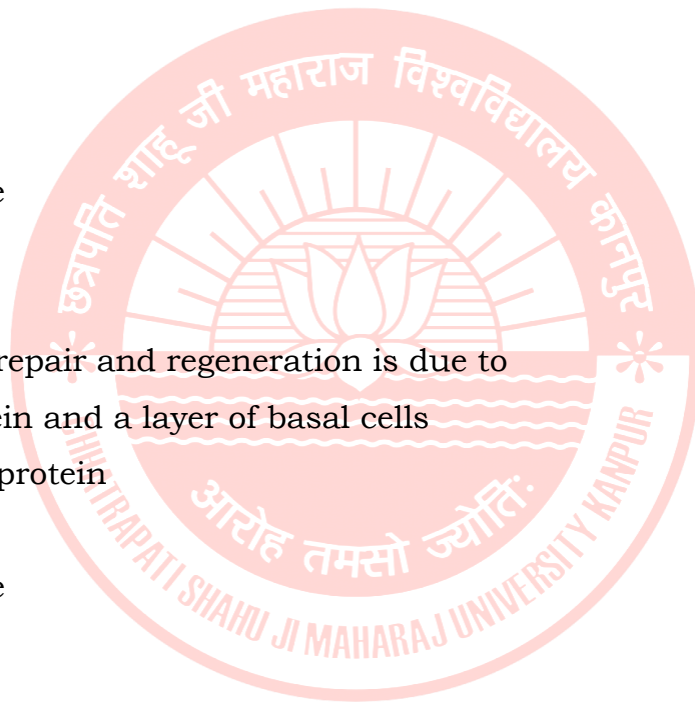 छत्रपति शाहू जी महाराज विश्वविद्यालय कानपुर
e
repair and regeneration is due to
ein and a layer of basal cells
protein
आरोह तमसो ज्योतिः
e
CHHATRAPATI SHAHU JI MAHARAJ UNIVERSITY KANPUR